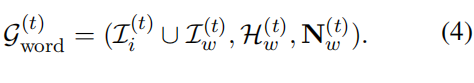 𝒢_word^(t) = (ℐ_i^(t) ∪ ℐ_w^(t), ℋ_w^(t), 𝐍_w^(t)). (4)